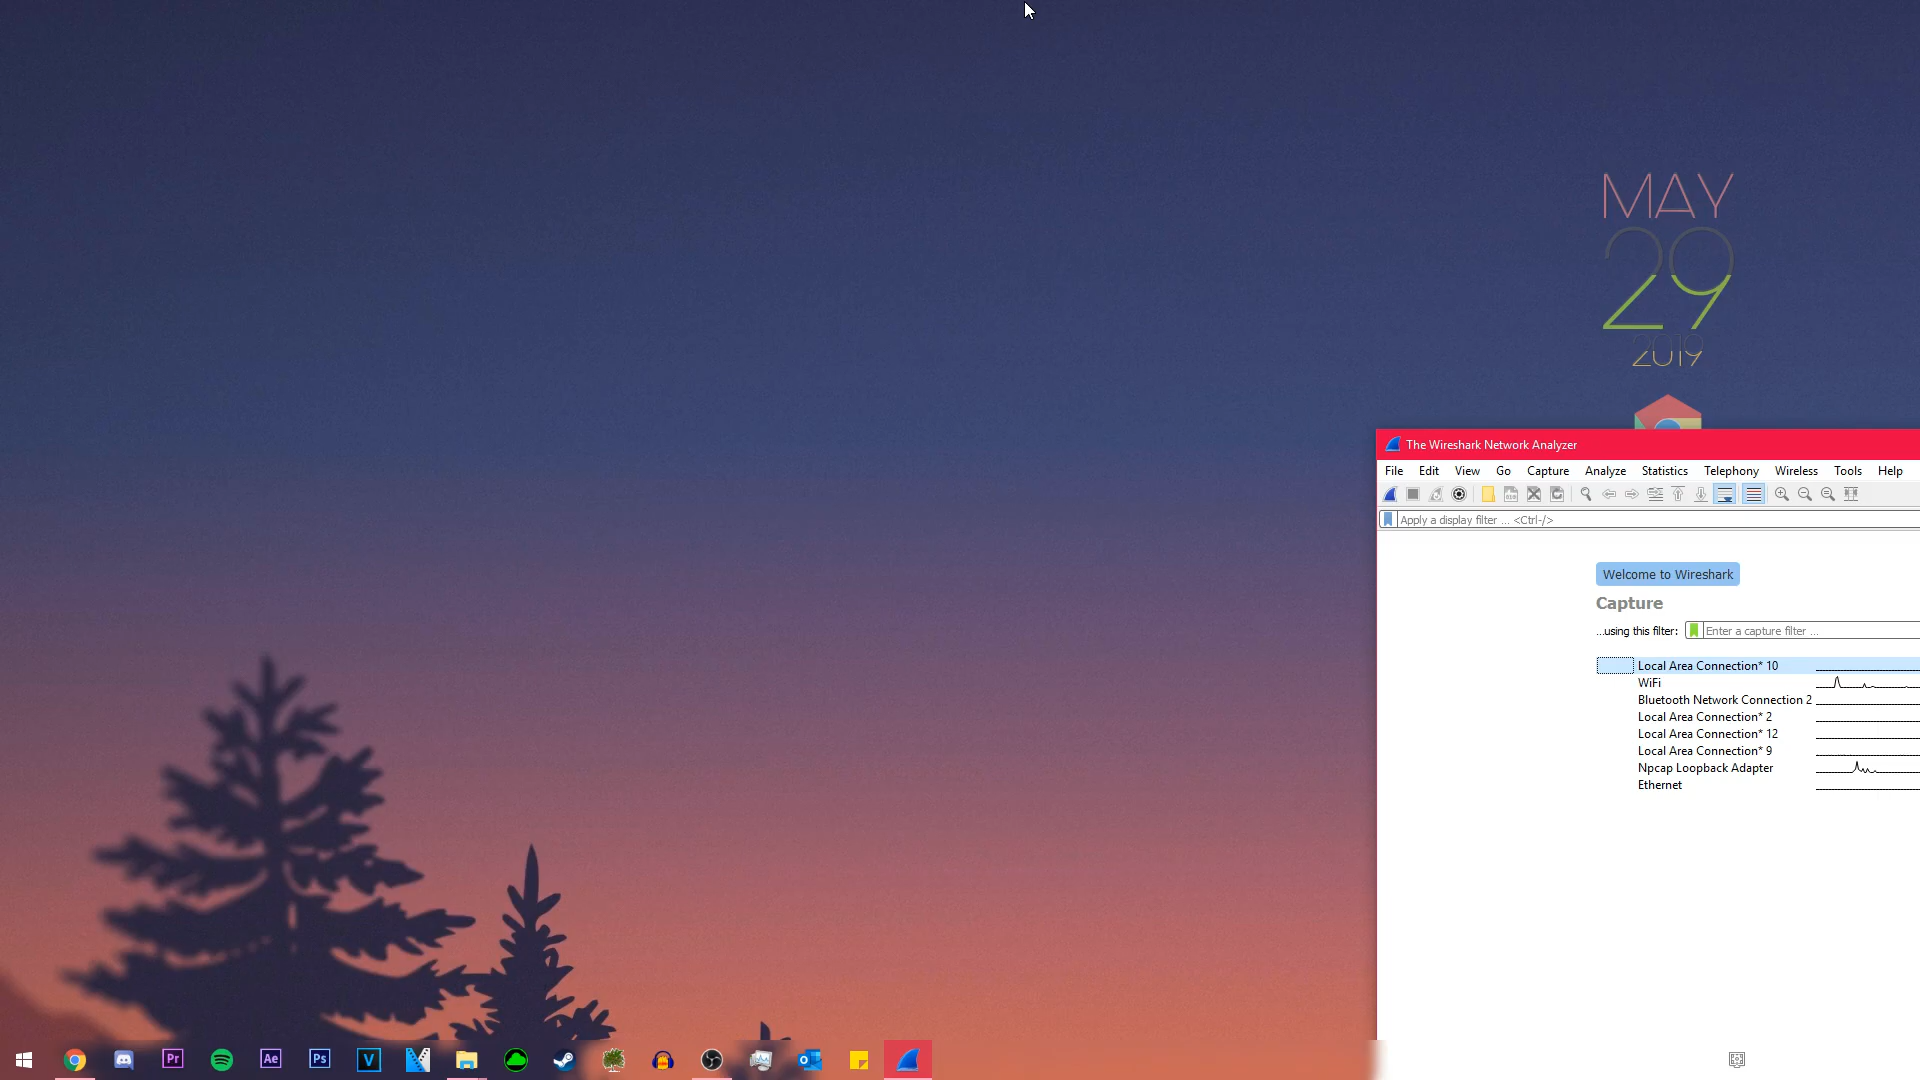 MAY
29
2019
The Wireshark Network Analyzer
File Edit View Go Capture Analyze Statistics Telephony Wireless Tools Help
Apply a display filter ... <Ctrl-/>
Welcome to Wireshark
Capture
...using this filter: Enter a capture filter ...
Local Area Connection* 10
WiFi
Bluetooth Network Connection 2
Local Area Connection* 2
Local Area Connection* 12
Local Area Connection* 9
Npcap Loopback Adapter
Ethernet
Pr Ae Ps V